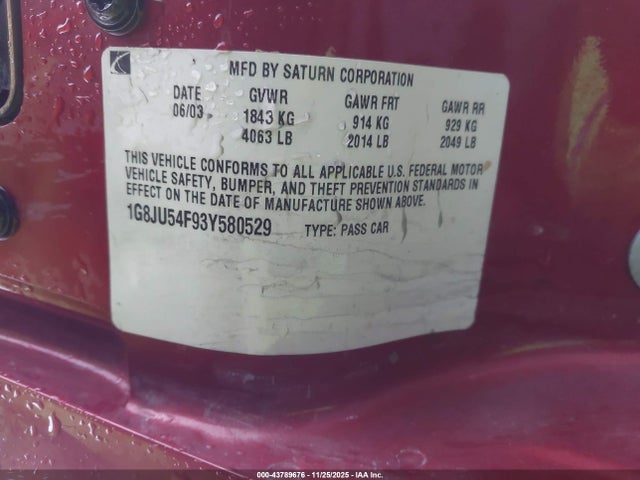 MFD BY SATURN CORPORATION
DATE GVWR GAWR FRT GAWR RR
06/03 1843 KG 914 KG 929 KG
4063 LB 2014 LB 2049 LB
THIS VEHICLE CONFORMS TO ALL APPLICABLE U.S. FEDERAL MOTOR
VEHICLE SAFETY, BUMPER, AND THEFT PREVENTION STANDARDS IN
EFFECT ON THE DATE OF MANUFACTURE SHOWN ABOVE.
1G8JU54F93Y580529 TYPE: PASS CAR
000-43789676 - 11/25/2025 - IAA Inc.